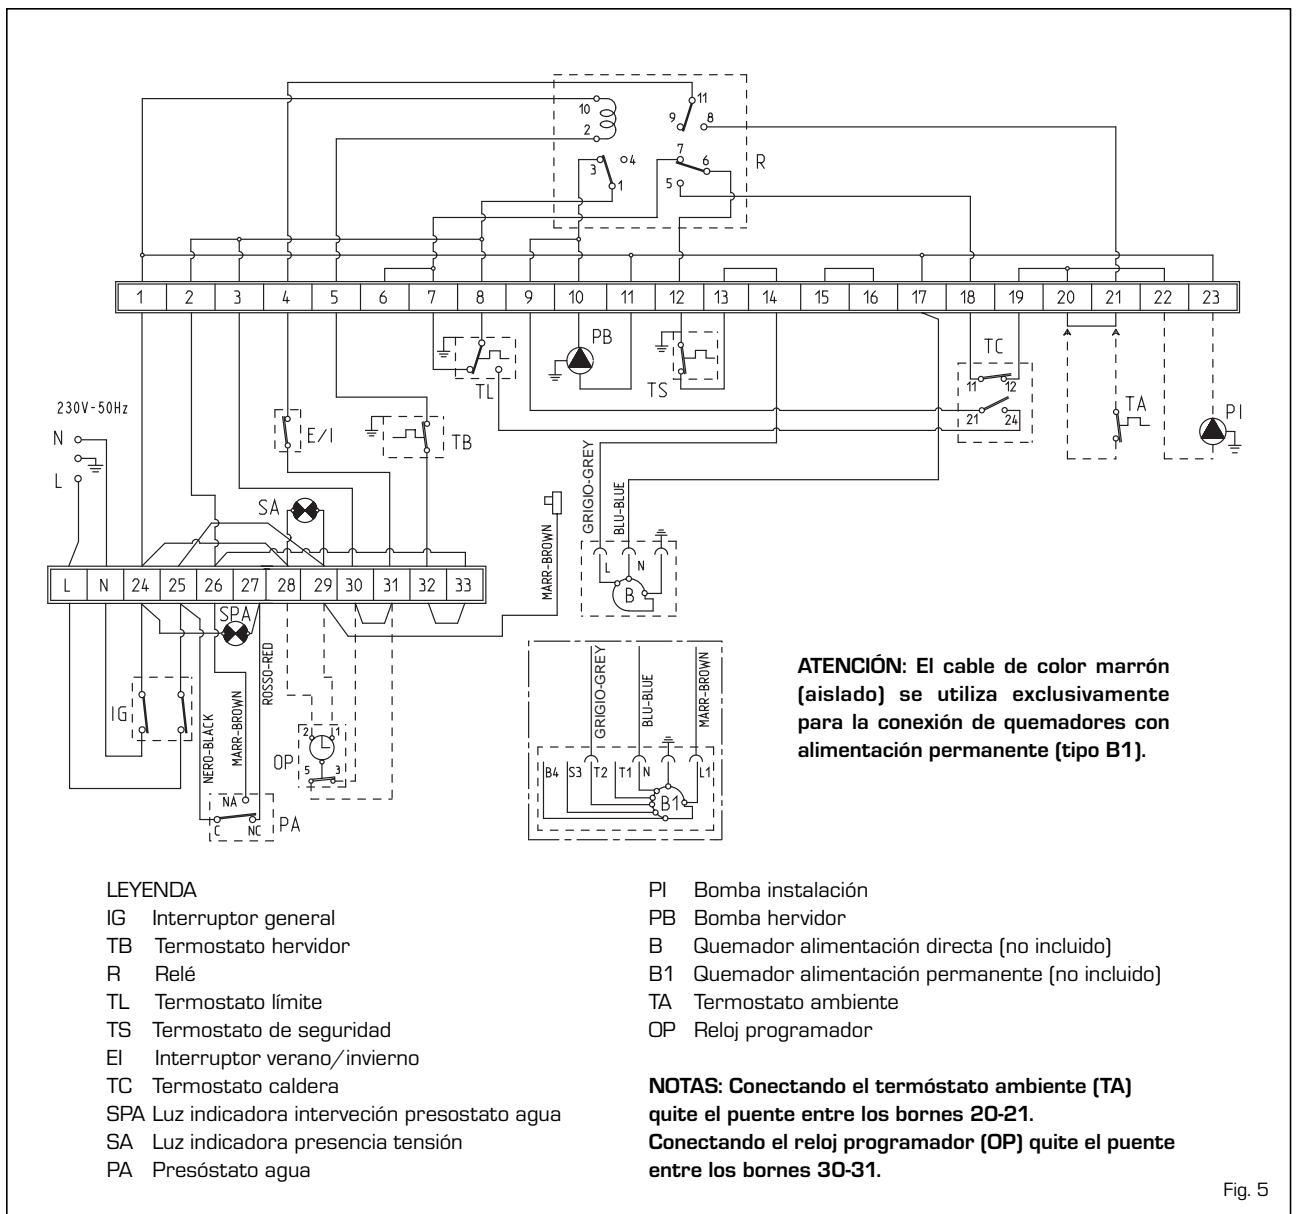 10
2
11
9
8
7
6
5
3
4
1
R
1 2 3 4 5 6 7 8 9 10 11 12 13 14 15 16 17 18 19 20 21 22 23
PB
TS
TL
TC
11 12
21 24
TA
PI
230V-50Hz
N
L
E/I
TB
SA
MARR-BROWN
GRIGIO-GREY
BLU-BLUE
L N
B
L N 24 25 26 27 28 29 30 31 32 33
SPA
IG
NERO-BLACK
MARR-BROWN
ROSSO-RED
2 1
OP
5 3
NA
C NC
PA
GRIGIO-GREY
BLU-BLUE
MARR-BROWN
B4 S3 T2 T1 N L1
B1
ATENCIÓN: El cable de color marrón
(aislado) se utiliza exclusivamente
para la conexión de quemadores con
alimentación permanente (tipo B1).
LEYENDA
IG Interruptor general
TB Termostato hervidor
R Relé
TL Termostato límite
TS Termostato de seguridad
EI Interruptor verano/invierno
TC Termostato caldera
SPA Luz indicadora interveción presostato agua
SA Luz indicadora presencia tensión
PA Presóstato agua
PI Bomba instalación
PB Bomba hervidor
B Quemador alimentación directa (no incluido)
B1 Quemador alimentación permanente (no incluido)
TA Termostato ambiente
OP Reloj programador
NOTAS: Conectando el termóstato ambiente (TA)
quite el puente entre los bornes 20-21.
Conectando el reloj programador (OP) quite el puente
entre los bornes 30-31.
Fig. 5